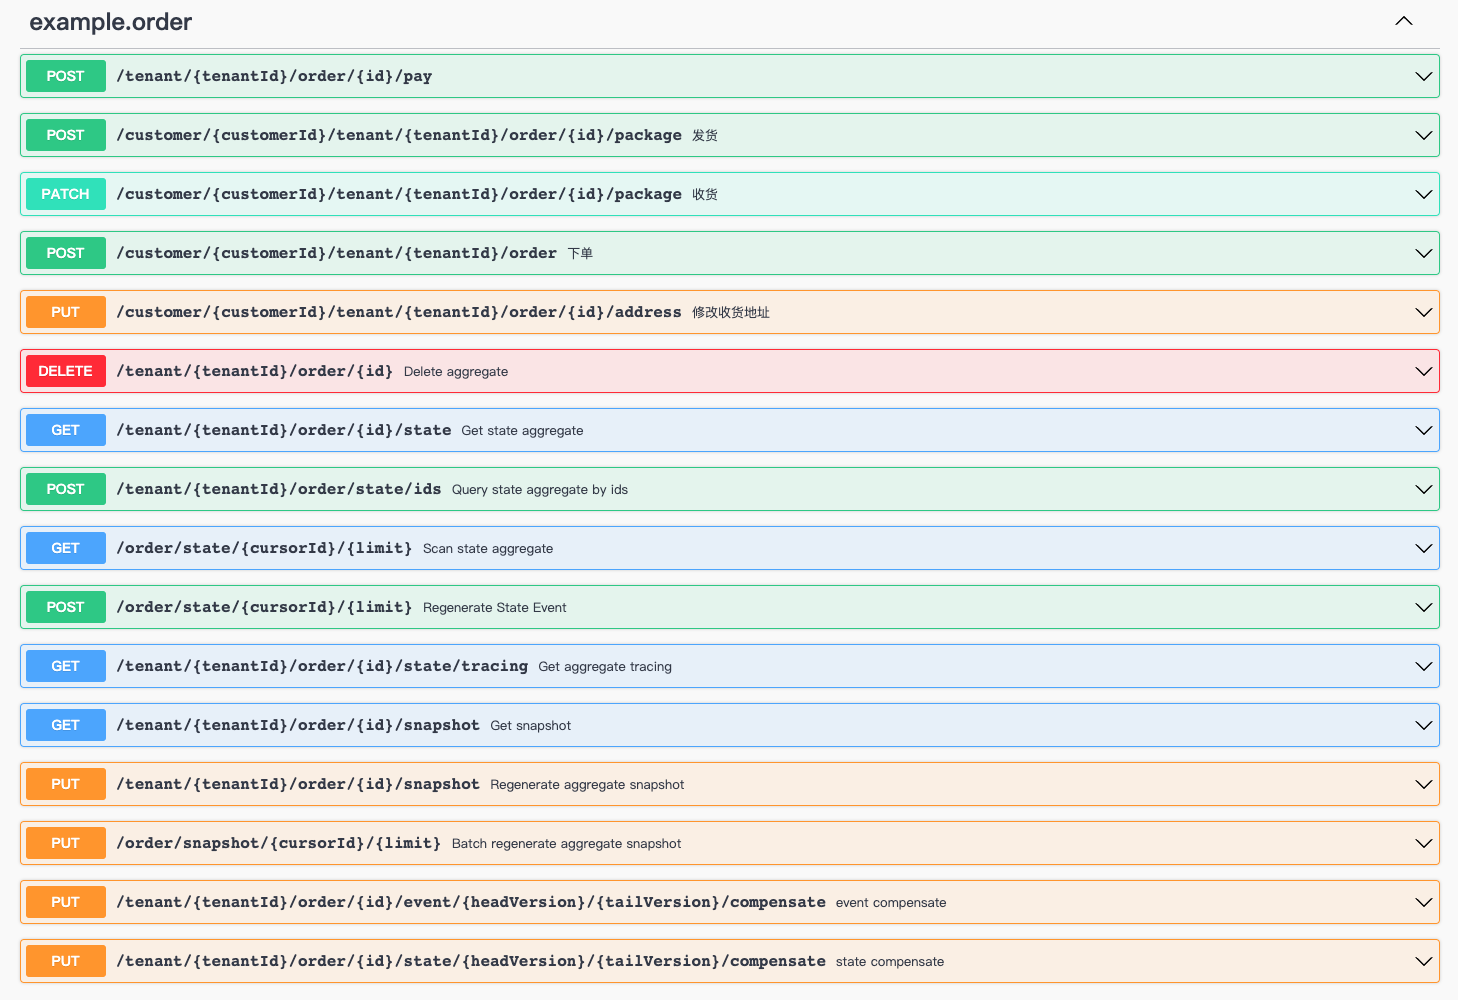 example.order
POST /tenant/{tenantId}/order/{id}/pay
POST /customer/{customerId}/tenant/{tenantId}/order/{id}/package 发货
PATCH /customer/{customerId}/tenant/{tenantId}/order/{id}/package 收货
POST /customer/{customerId}/tenant/{tenantId}/order 下单
PUT /customer/{customerId}/tenant/{tenantId}/order/{id}/address 修改收货地址
DELETE /tenant/{tenantId}/order/{id} Delete aggregate
GET /tenant/{tenantId}/order/{id}/state Get state aggregate
POST /tenant/{tenantId}/order/state/ids Query state aggregate by ids
GET /order/state/{cursorId}/{limit} Scan state aggregate
POST /order/state/{cursorId}/{limit} Regenerate State Event
GET /tenant/{tenantId}/order/{id}/state/tracing Get aggregate tracing
GET /tenant/{tenantId}/order/{id}/snapshot Get snapshot
PUT /tenant/{tenantId}/order/{id}/snapshot Regenerate aggregate snapshot
PUT /order/snapshot/{cursorId}/{limit} Batch regenerate aggregate snapshot
PUT /tenant/{tenantId}/order/{id}/event/{headVersion}/{tailVersion}/compensate event compensate
PUT /tenant/{tenantId}/order/{id}/state/{headVersion}/{tailVersion}/compensate state compensate